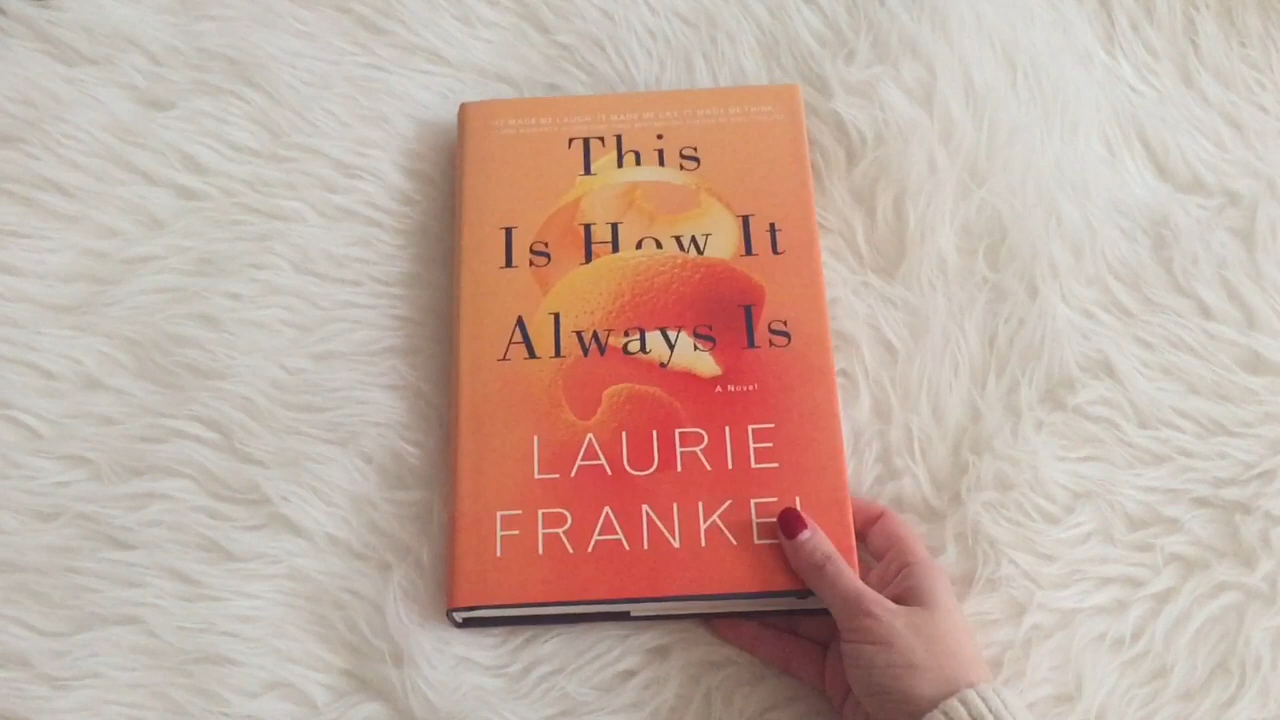 "IT MADE ME LAUGH, IT MADE ME CRY, IT MADE ME THINK."
This
Is How It
Always Is
A Novel
LAURIE
FRANKEL